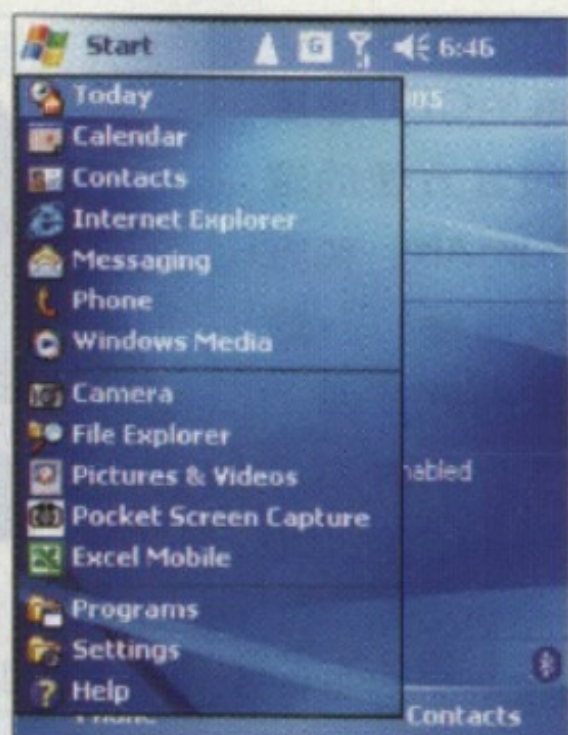 Start G 6:46
Today
Calendar
Contacts
Internet Explorer
Messaging
Phone
Windows Media
Camera
File Explorer
Pictures & Videos
nabled
Pocket Screen Capture
Excel Mobile
Programs
Settings
Help
Phone Contacts